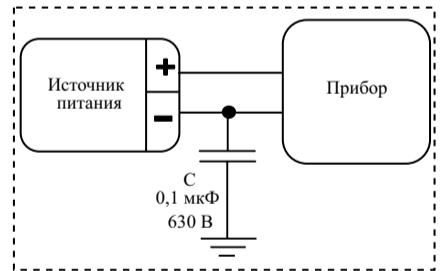 Источник
питания
+
−
Прибор
С
0,1 мкФ
630 В